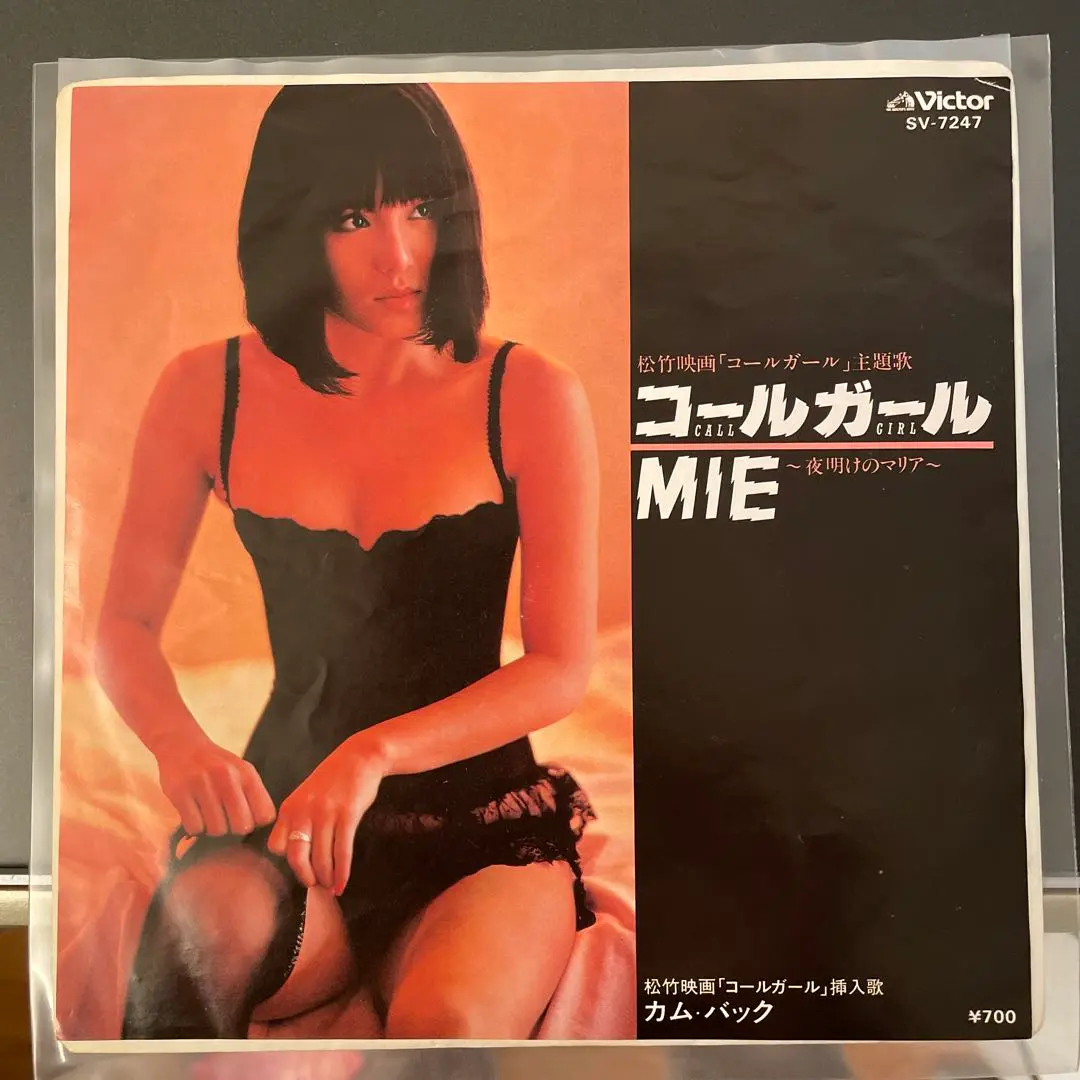 Victor
SV-7247
松竹映画「コールガール」主題歌
コールガール
CALL GIRL
MIE ～夜明けのマリア～
松竹映画「コールガール」挿入歌
カム・バック
¥700